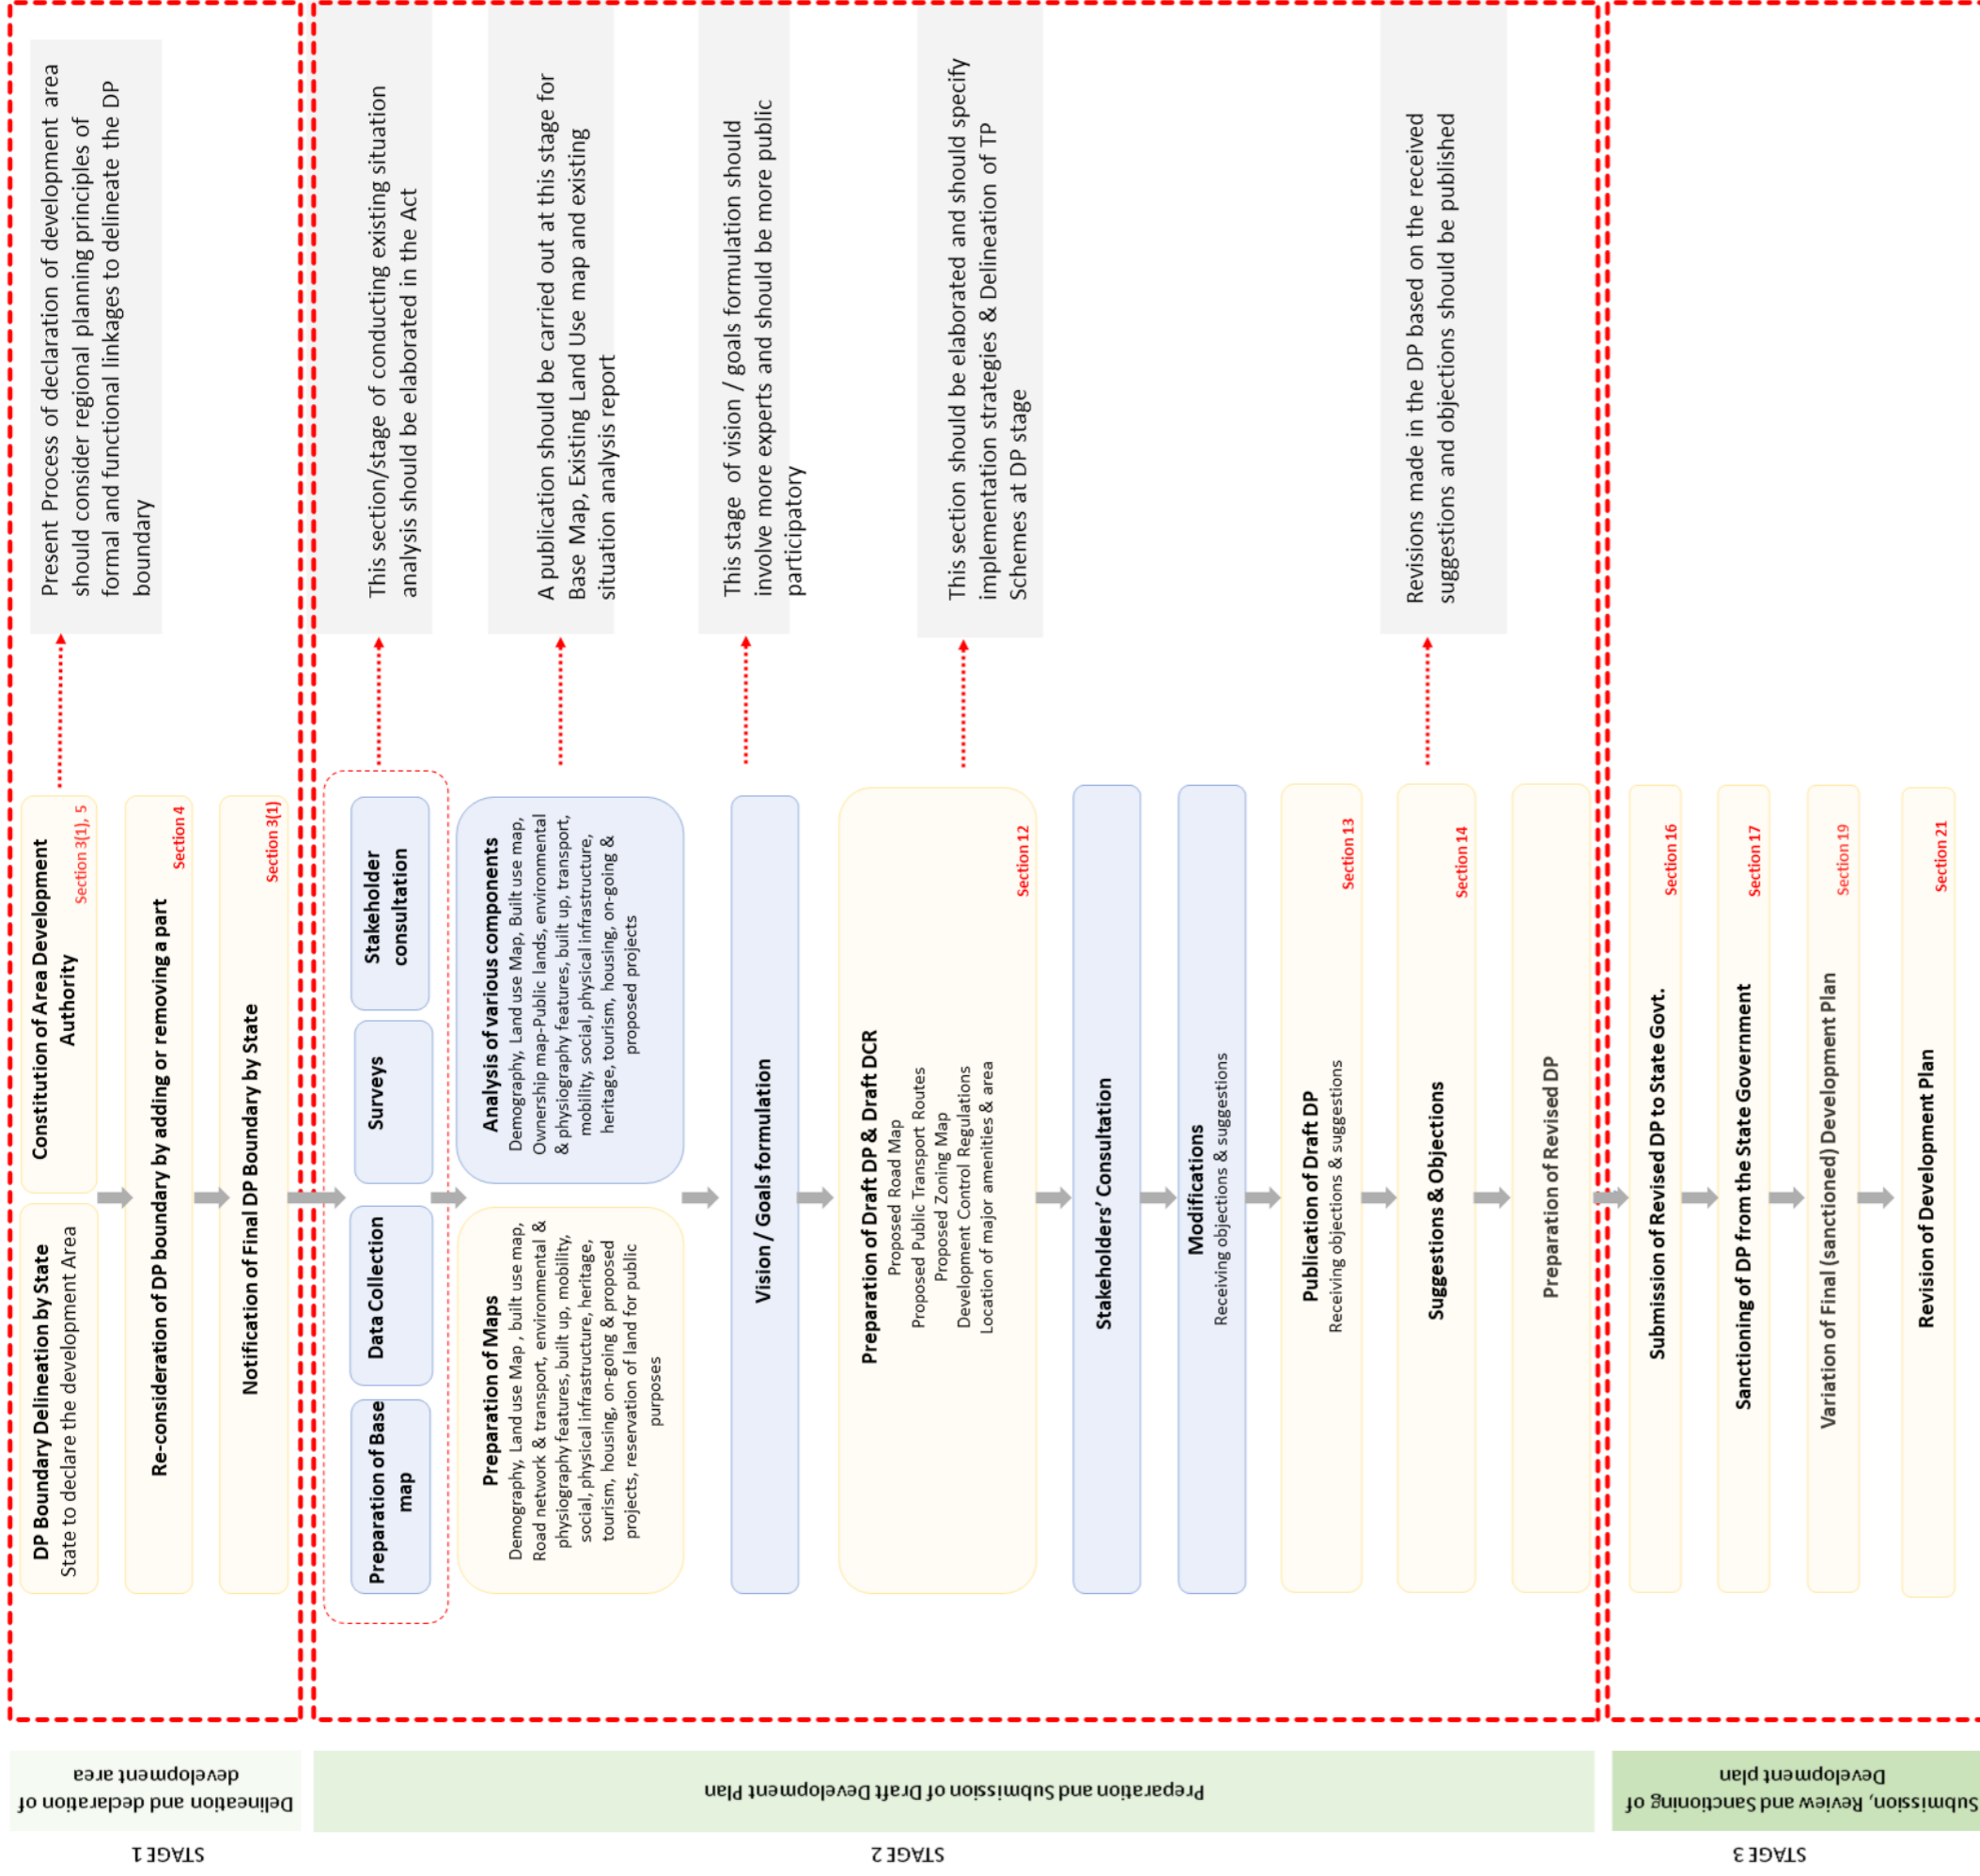 STAGE 1
Delineation and declaration of
development area
DP Boundary Delineation by State
State to declare the development Area
Constitution of Area Development
Authority
Section 3(1), 5
Present Process of declaration of development area
should consider regional planning principles of
formal and functional linkages to delineate the DP
boundary
Re-consideration of DP boundary by adding or removing a part
Section 4
Notification of Final DP Boundary by State
Section 3(1)
STAGE 2
Preparation and Submission of Draft Development Plan
Preparation of Base
map
Data Collection
Surveys
Stakeholder
consultation
This section/stage of conducting existing situation
analysis should be elaborated in the Act
Preparation of Maps
Demography, Land use Map , built use map,
Road network & transport, environmental &
physiography features, built up, mobility,
social, physical infrastructure, heritage,
tourism, housing, on-going & proposed
projects, reservation of land for public
purposes
Analysis of various components
Demography, Land use Map, Built use map,
Ownership map-Public lands, environmental
& physiography features, built up, transport,
mobility, social, physical infrastructure,
heritage, tourism, housing, on-going &
proposed projects
A publication should be carried out at this stage for
Base Map, Existing Land Use map and existing
situation analysis report
Vision / Goals formulation
This stage of vision / goals formulation should
involve more experts and should be more public
participatory
Preparation of Draft DP & Draft DCR
Proposed Road Map
Proposed Public Transport Routes
Proposed Zoning Map
Development Control Regulations
Location of major amenities & area
Section 12
This section should be elaborated and should specify
implementation strategies & Delineation of TP
Schemes at DP stage
Stakeholders' Consultation
Modifications
Receiving objections & suggestions
Publication of Draft DP
Receiving objections & suggestions
Section 13
Suggestions & Objections
Section 14
Revisions made in the DP based on the received
suggestions and objections should be published
Preparation of Revised DP
STAGE 3
Submission, Review and Sanctioning of
Development plan
Submission of Revised DP to State Govt.
Section 16
Sanctioning of DP from the State Government
Section 17
Variation of Final (sanctioned) Development Plan
Section 19
Revision of Development Plan
Section 21